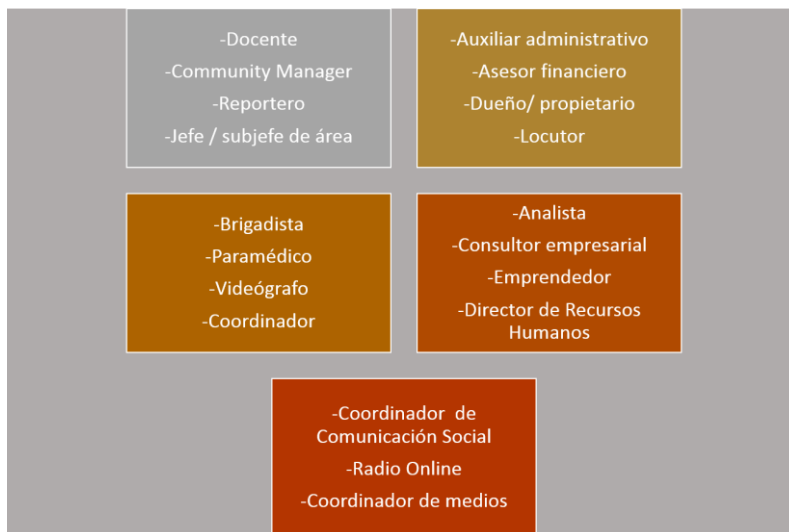 -Docente
-Community Manager
-Reportero
-Jefe / subjefe de área
-Auxiliar administrativo
-Asesor financiero
-Dueño/ propietario
-Locutor
-Brigadista
-Paramédico
-Videógrafo
-Coordinador
-Analista
-Consultor empresarial
-Emprendedor
-Director de Recursos
Humanos
-Coordinador de
Comunicación Social
-Radio Online
-Coordinador de medios